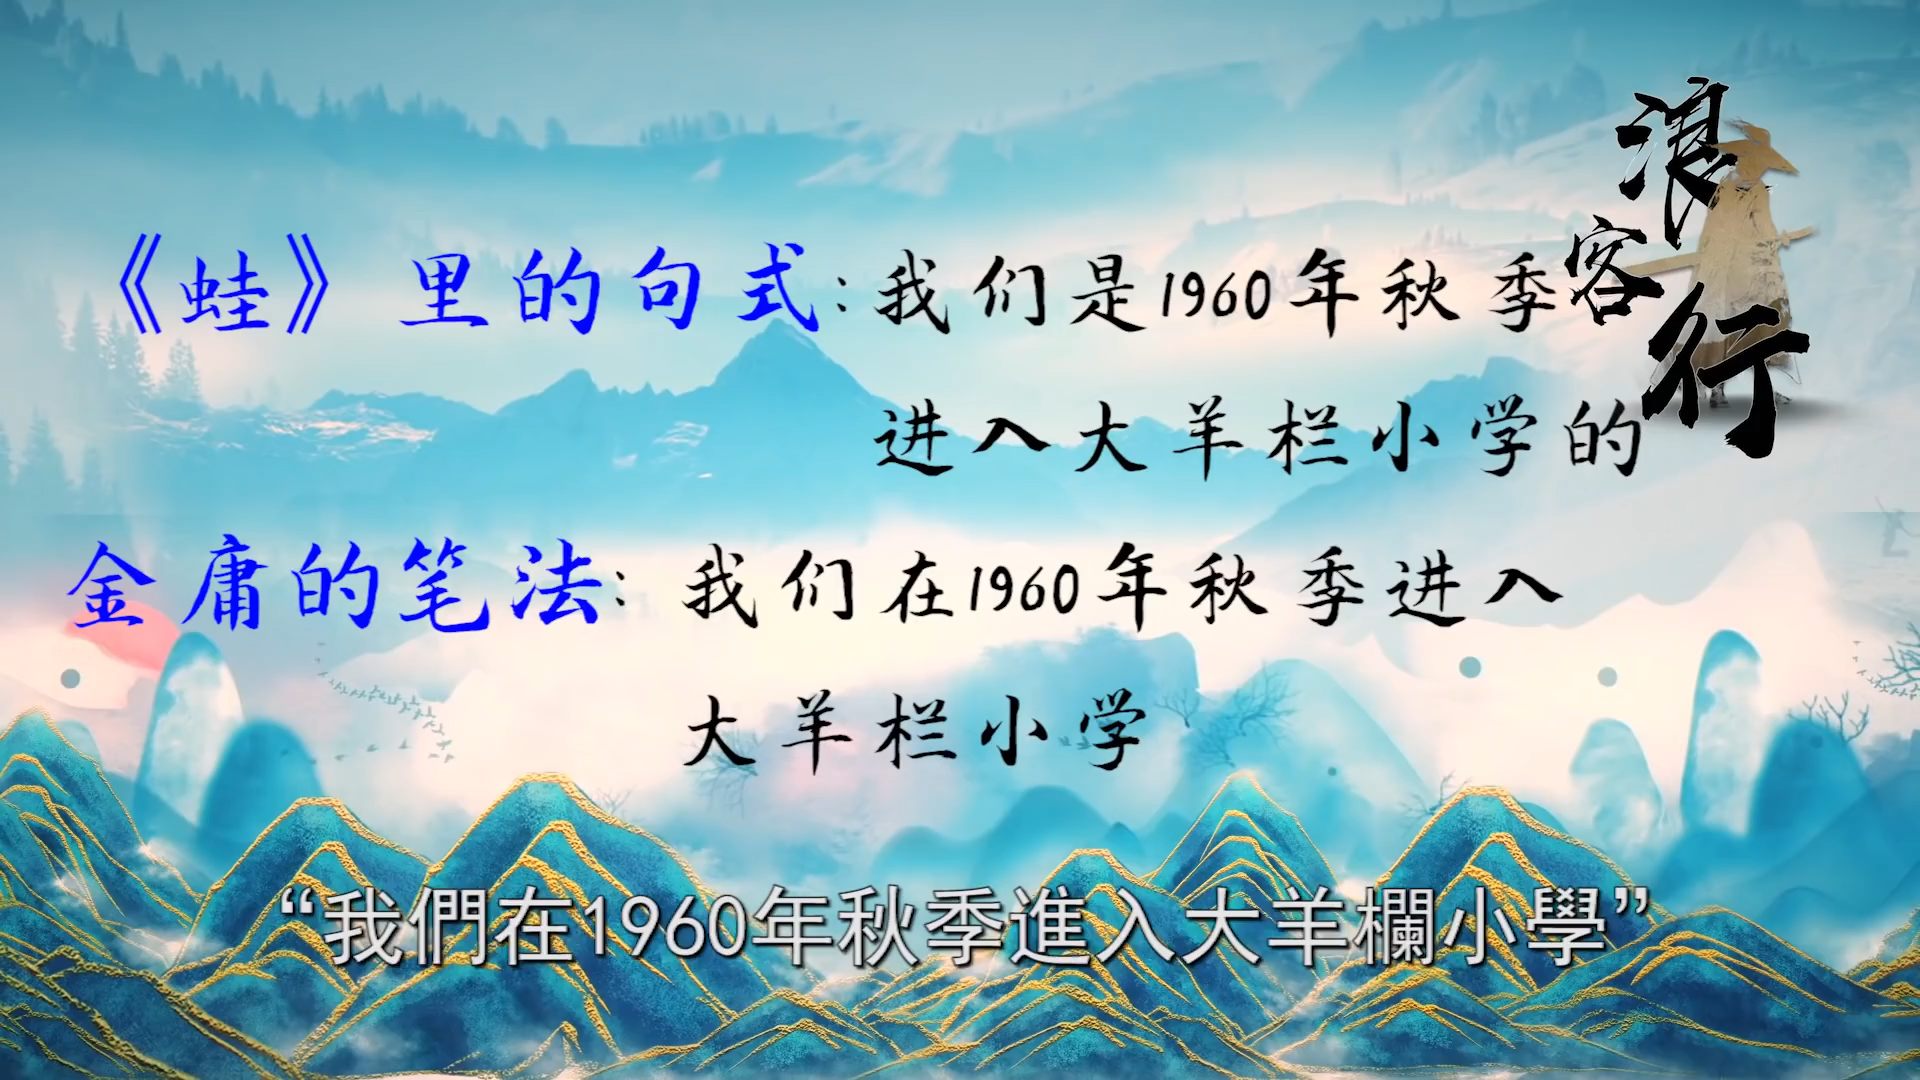 浪客行
《蛙》里的句式:我们是1960年秋季
进入大羊栏小学的
金庸的笔法:我们在1960年秋季进入
大羊栏小学
“我們在1960年秋季進入大羊欄小學”